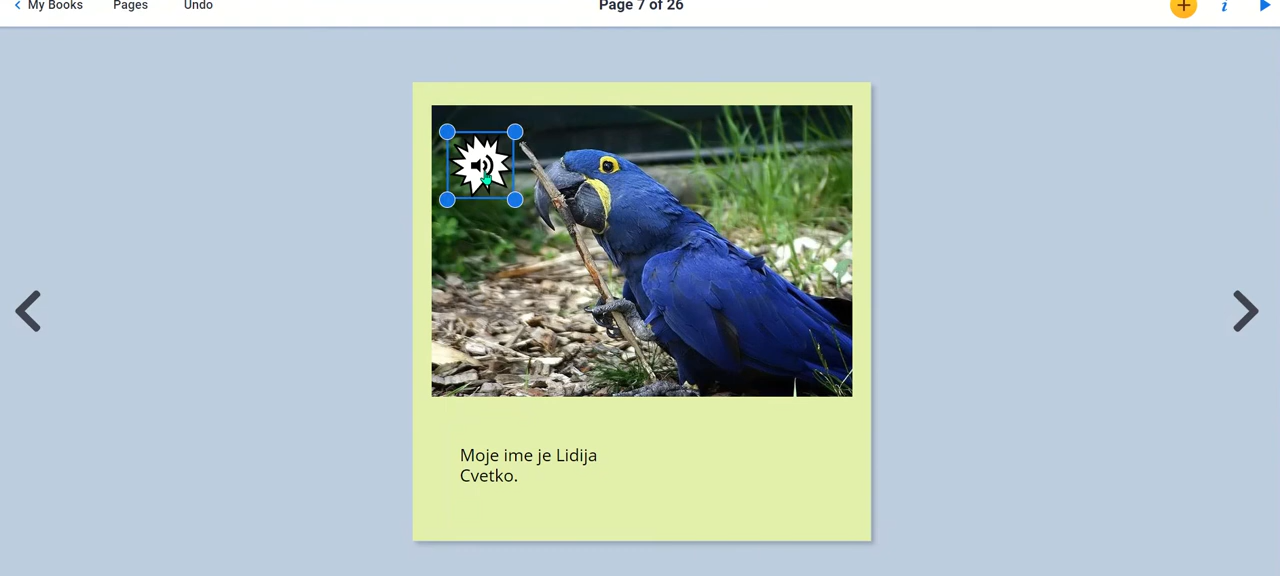 My Books
Pages
Undo
Page 7 of 26
Moje ime je Lidija
Cvetko.